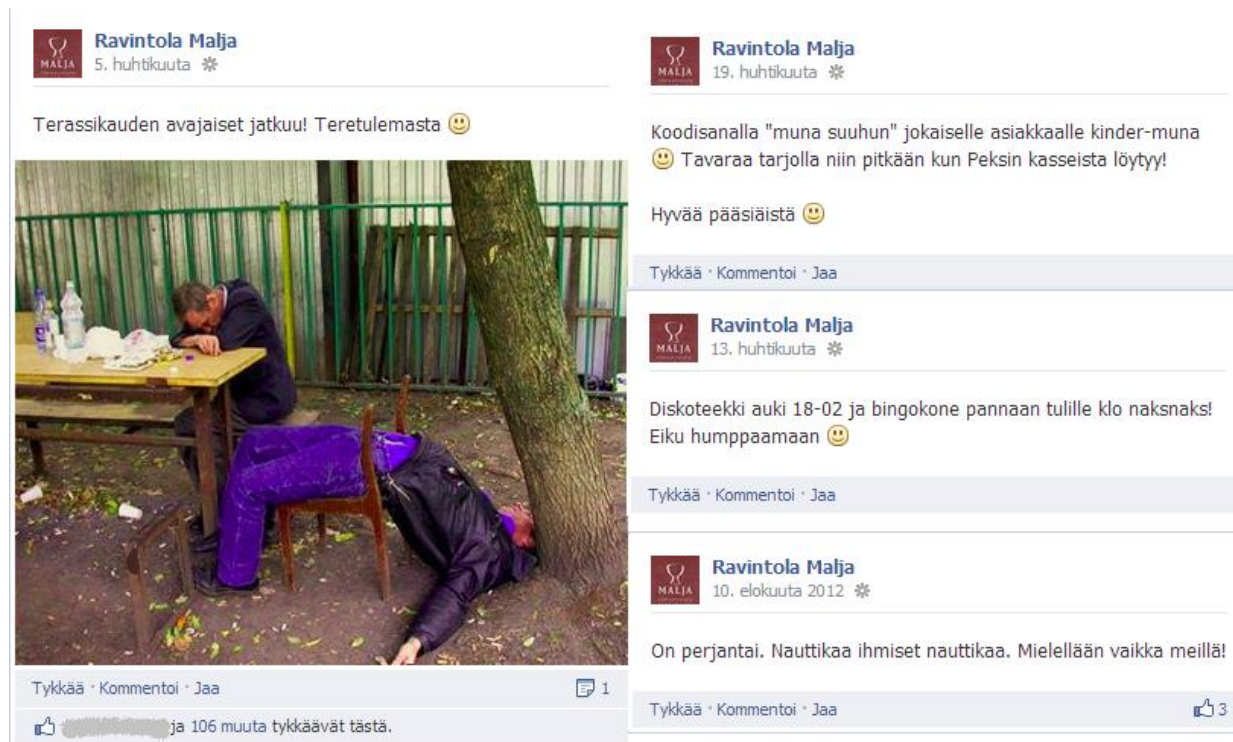 MALJA
Ravintola Malja
5. huhtikuuta
Terassikauden avajaiset jatkuu! Teretulemasta
Tykkää · Kommentoi · Jaa
1
ja 106 muuta tykkäävät tästä.
MALJA
Ravintola Malja
19. huhtikuuta
Koodisanalla "muna suuhun" jokaiselle asiakkaalle kinder-muna
Tavaraa tarjolla niin pitkään kun Peksin kasseista löytyy!
Hyvää pääsiäistä
Tykkää · Kommentoi · Jaa
MALJA
Ravintola Malja
13. huhtikuuta
Diskoteekki auki 18-02 ja bingokone pannaan tulille klo naksnaks!
Eiku humppaamaan
Tykkää · Kommentoi · Jaa
MALJA
Ravintola Malja
10. elokuuta 2012
On perjantai. Nauttikaa ihmiset nauttikaa. Mielellään vaikka meillä!
Tykkää · Kommentoi · Jaa
3